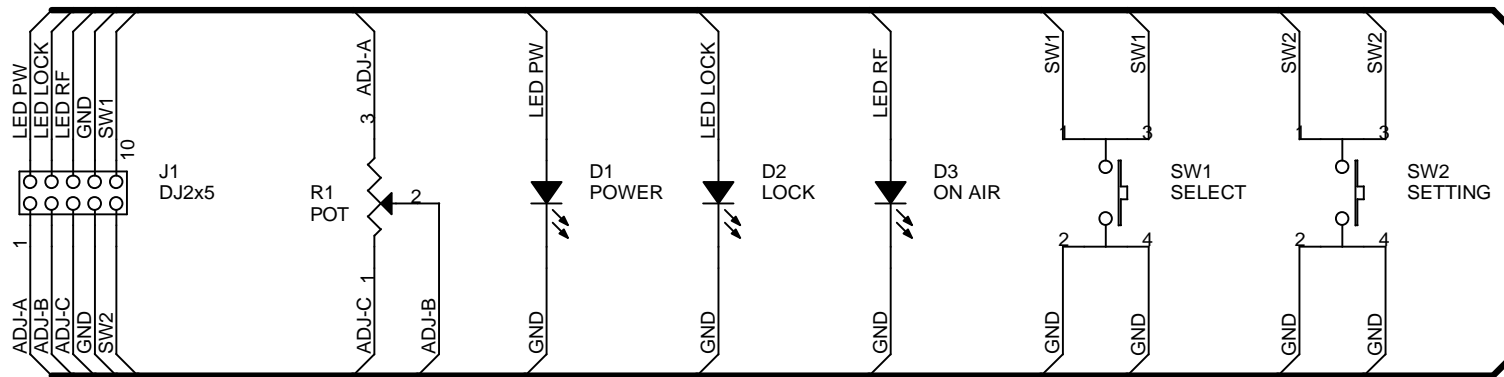 LED PW
LED LOCK
LED RF
GND
SW1
10
J1
DJ2x5
1
ADJ-A
ADJ-B
ADJ-C
GND
SW2
ADJ-A
3
R1
POT
2
1
ADJ-C
ADJ-B
LED PW
D1
POWER
GND
LED LOCK
D2
LOCK
GND
LED RF
D3
ON AIR
GND
SW1
SW1
1
3
SW1
SELECT
2
4
GND
GND
SW2
SW2
1
3
SW2
SETTING
2
4
GND
GND